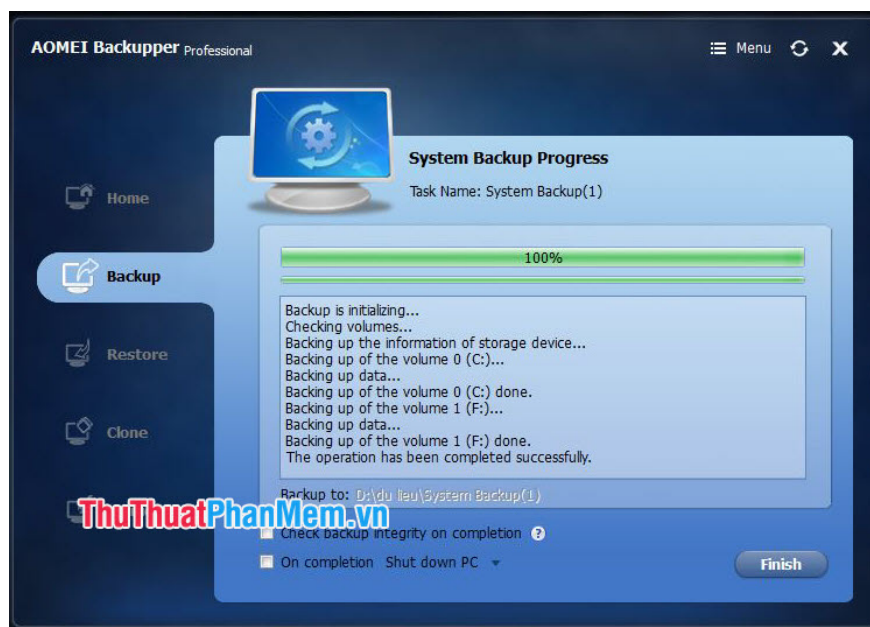 AOMEI Backupper Professional
Menu
System Backup Progress
Task Name: System Backup(1)
Home
Backup
Restore
Clone
100%
Backup is initializing...
Checking volumes...
Backing up the information of storage device...
Backing up of the volume 0 (C:)...
Backing up data...
Backing up of the volume 0 (C:) done.
Backing up of the volume 1 (F:)...
Backing up data...
Backing up of the volume 1 (F:) done.
The operation has been completed successfully.
Backup to: D:\du lieu\System Backup(1)
ThuThuatPhanMem.vn
Check backup integrity on completion ?
On completion Shut down PC
Finish